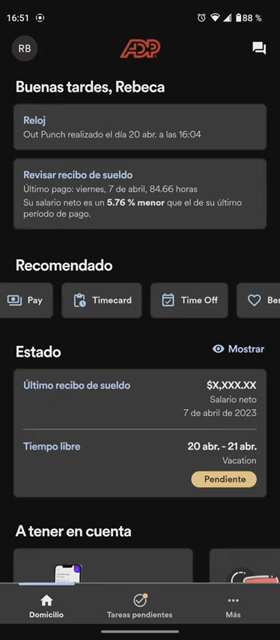 16:51
88 %
RB
ADP
Buenas tardes, Rebeca
Reloj
Out Punch realizado el día 20 abr. a las 16:04
Revisar recibo de sueldo
Último pago: viernes, 7 de abril, 84.66 horas
Su salario neto es un 5.76 % menor que el de su último
período de pago.
Recomendado
Pay
Timecard
Time Off
Ben
Estado
Mostrar
Último recibo de sueldo
$X,XXX.XX
Salario neto
7 de abril de 2023
Tiempo libre
20 abr. - 21 abr.
Vacation
Pendiente
A tener en cuenta
Domicilio
Tareas pendientes
Más